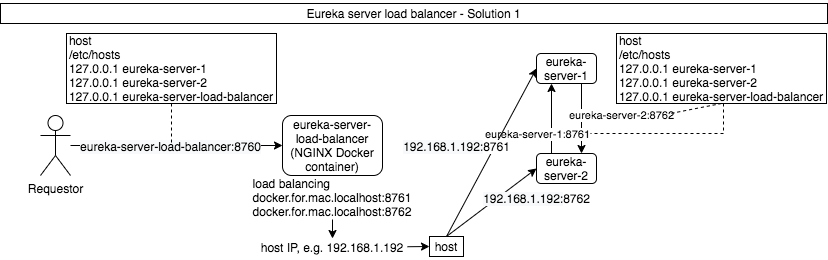 Eureka server load balancer - Solution 1
host
/etc/hosts
127.0.0.1 eureka-server-1
127.0.0.1 eureka-server-2
127.0.0.1 eureka-server-load-balancer
host
/etc/hosts
127.0.0.1 eureka-server-1
127.0.0.1 eureka-server-2
127.0.0.1 eureka-server-load-balancer
eureka-
server-1
eureka-server-2:8762
eureka-server-1:8761
Requestor
eureka-server-load-balancer:8760
eureka-server-
load-balancer
(NGINX Docker
container)
192.168.1.192:8761
eureka-
server-2
load balancing
docker.for.mac.localhost:8761
docker.for.mac.localhost:8762
192.168.1.192:8762
host IP, e.g. 192.168.1.192
host